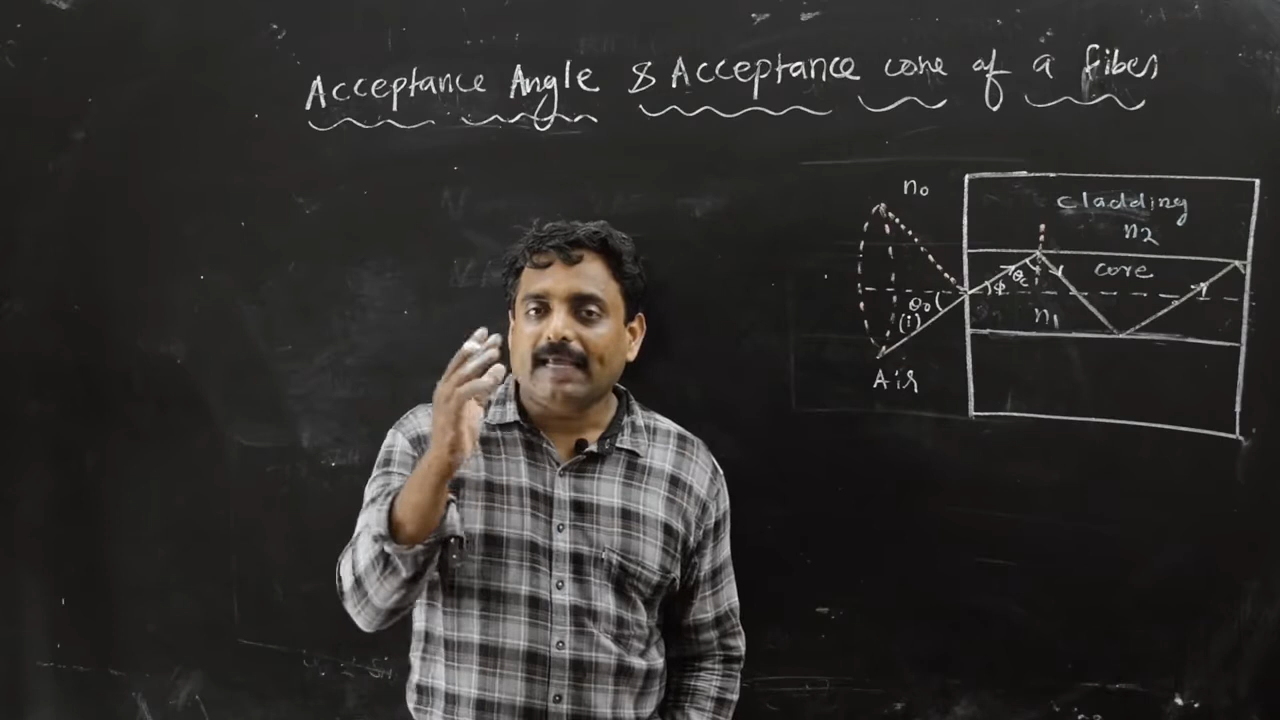 Acceptance Angle & Acceptance cone of a fiber
n₀
cladding
n₂
core
θc
ϕ
θ₀
(i)
n₁
Air